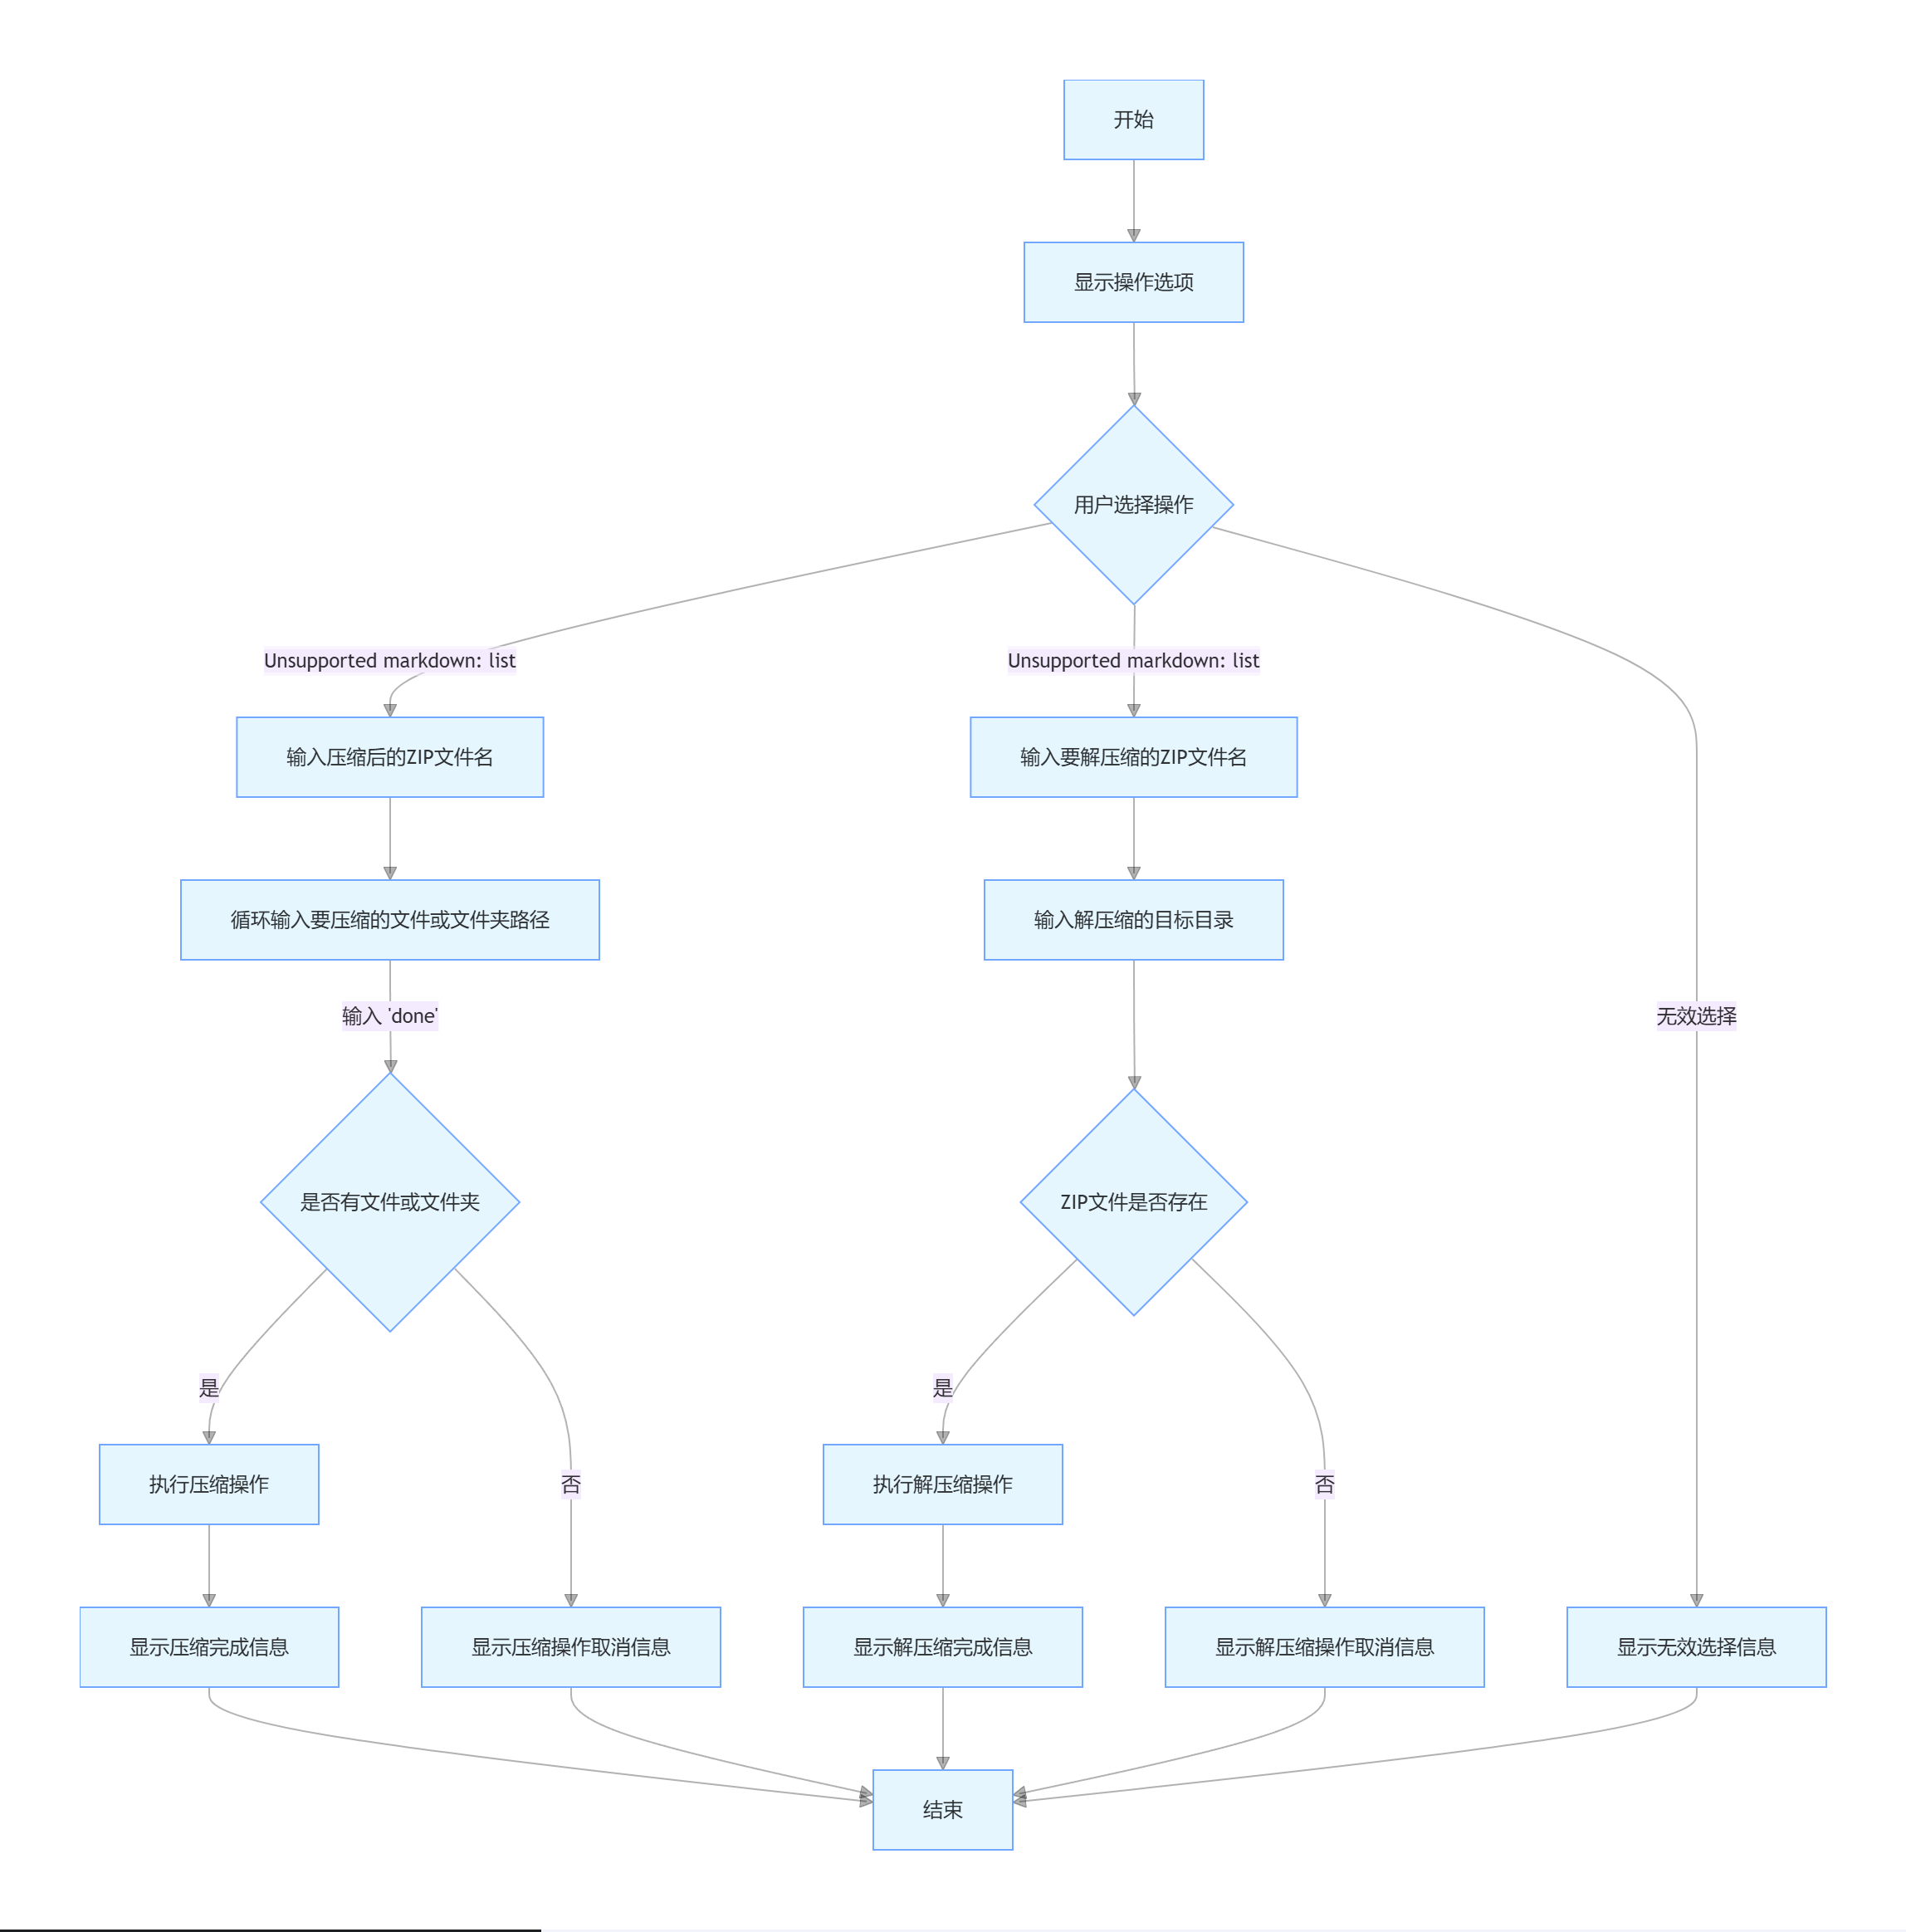 开始
显示操作选项
用户选择操作
Unsupported markdown: list
Unsupported markdown: list
输入压缩后的ZIP文件名
输入要解压缩的ZIP文件名
循环输入要压缩的文件或文件夹路径
输入解压缩的目标目录
输入 'done'
无效选择
是否有文件或文件夹
ZIP文件是否存在
是
是
执行压缩操作
否
执行解压缩操作
否
显示压缩完成信息
显示压缩操作取消信息
显示解压缩完成信息
显示解压缩操作取消信息
显示无效选择信息
结束